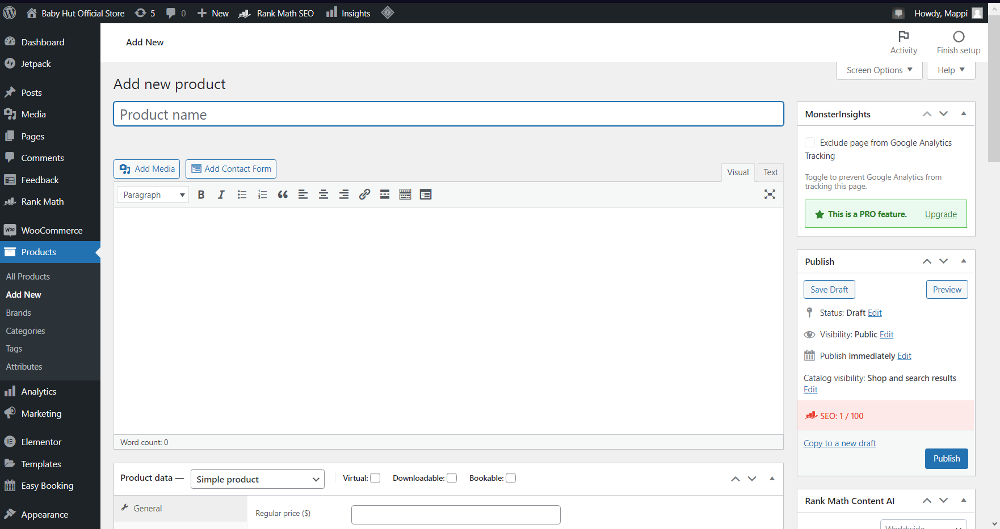 Baby Hut Official Store 5 0 New Rank Math SEO Insights Howdy, Mappi
Dashboard
Jetpack
Posts
Media
Pages
Comments
Feedback
Rank Math
Woo WooCommerce
Products
All Products
Add New
Brands
Categories
Tags
Attributes
Analytics
Marketing
Elementor
Templates
Easy Booking
Appearance
Add New
Activity
Finish setup
Screen Options
Help
Add new product
Product name
Add Media
Add Contact Form
Visual
Text
Paragraph
Word count: 0
Product data —
Simple product
Virtual:
Downloadable:
Bookable:
General
Regular price ($)
MonsterInsights
Exclude page from Google Analytics
Tracking
Toggle to prevent Google Analytics from
tracking this page.
This is a PRO feature. Upgrade
Publish
Save Draft
Preview
Status: Draft Edit
Visibility: Public Edit
Publish immediately Edit
Catalog visibility: Shop and search results
Edit
SEO: 1 / 100
Copy to a new draft
Publish
Rank Math Content AI
Worldwide